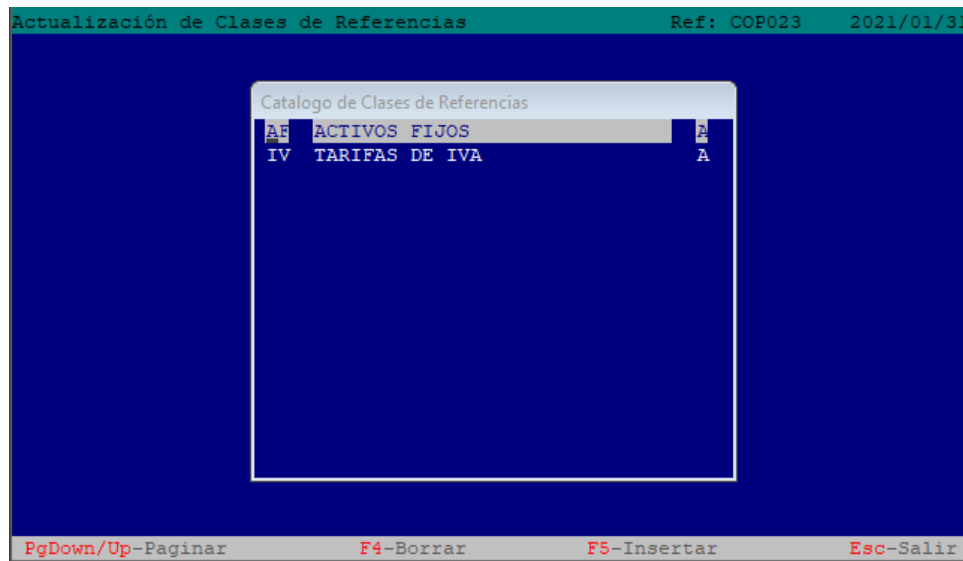 Actualización de Clases de Referencias Ref: COP023 2021/01/31
Catalogo de Clases de Referencias
AF ACTIVOS FIJOS A
IV TARIFAS DE IVA A
PgDown/Up-Paginar F4-Borrar F5-Insertar Esc-Salir